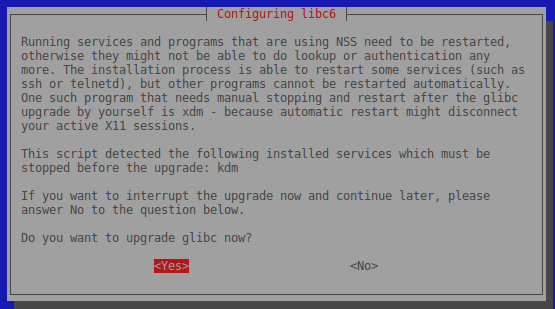 Configuring libc6
Running services and programs that are using NSS need to be restarted,
otherwise they might not be able to do lookup or authentication any
more. The installation process is able to restart some services (such as
ssh or telnetd), but other programs cannot be restarted automatically.
One such program that needs manual stopping and restart after the glibc
upgrade by yourself is xdm - because automatic restart might disconnect
your active X11 sessions.
This script detected the following installed services which must be
stopped before the upgrade: kdm
If you want to interrupt the upgrade now and continue later, please
answer No to the question below.
Do you want to upgrade glibc now?
<Yes> <No>